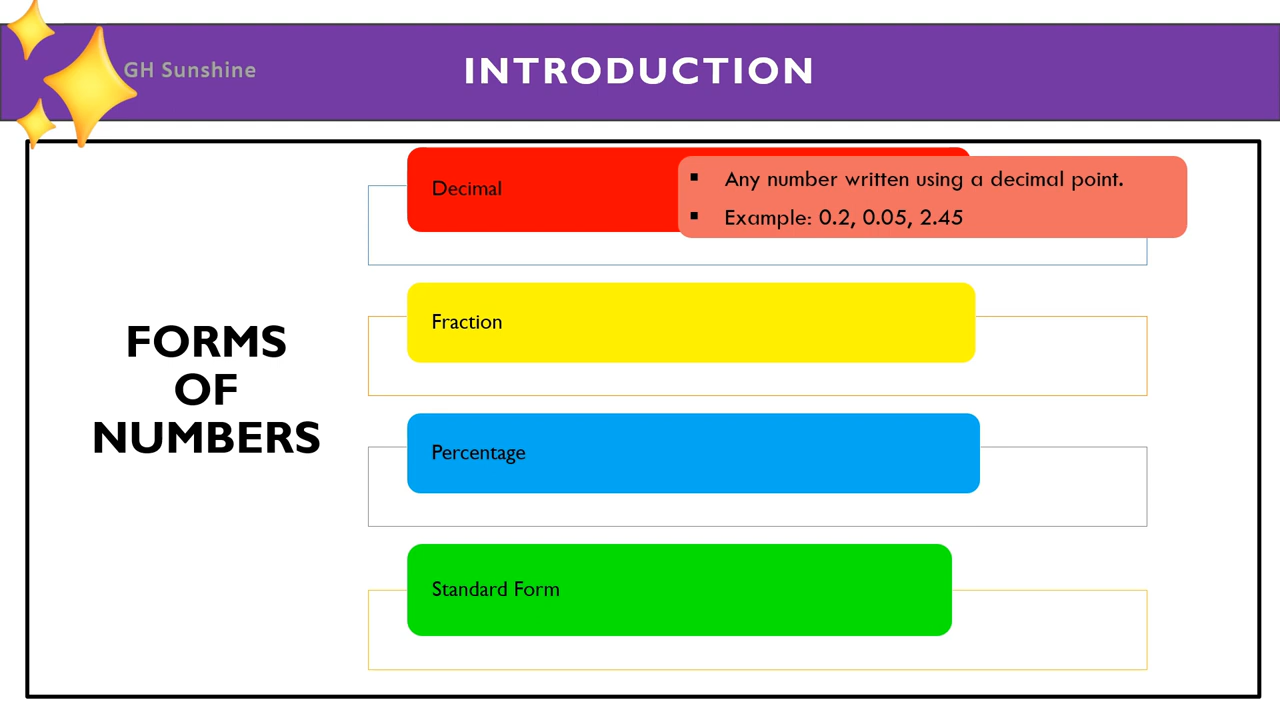 GH Sunshine
INTRODUCTION
Decimal
▪ Any number written using a decimal point.
▪ Example: 0.2, 0.05, 2.45
Fraction
FORMS
OF
NUMBERS
Percentage
Standard Form